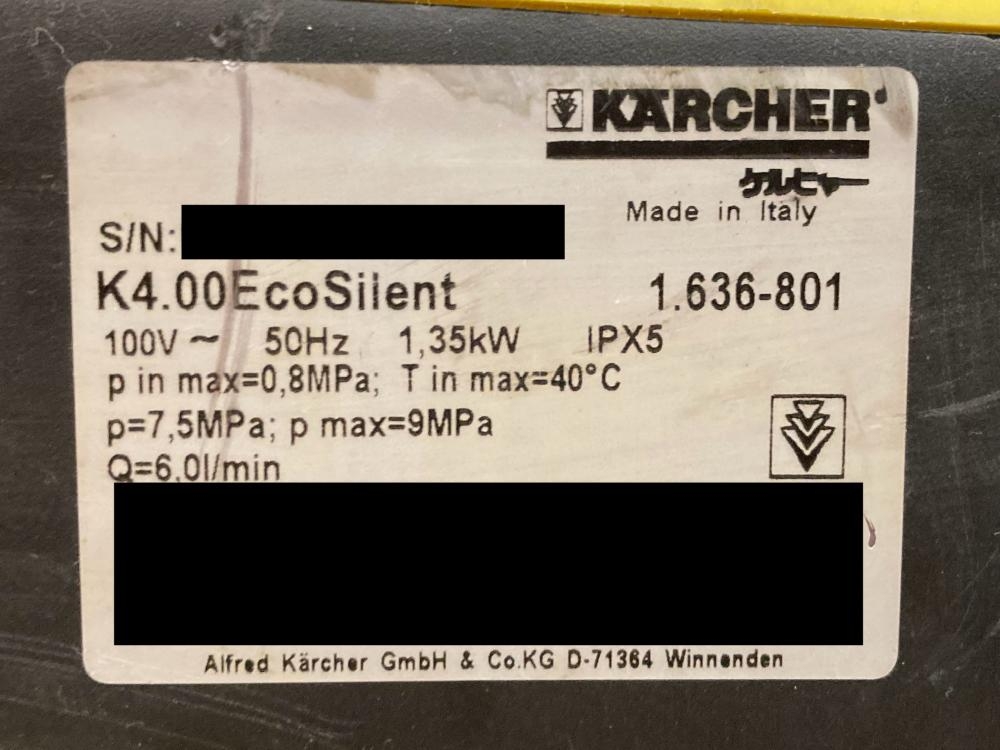 KÄRCHER
ケルヒャー
Made in Italy
S/N:
K4.00EcoSilent 1.636-801
100V ~ 50Hz 1,35kW IPX5
p in max=0,8MPa; T in max=40°C
p=7,5MPa; p max=9MPa
Q=6.0l/min
Alfred Kärcher GmbH & Co.KG D-71364 Winnenden